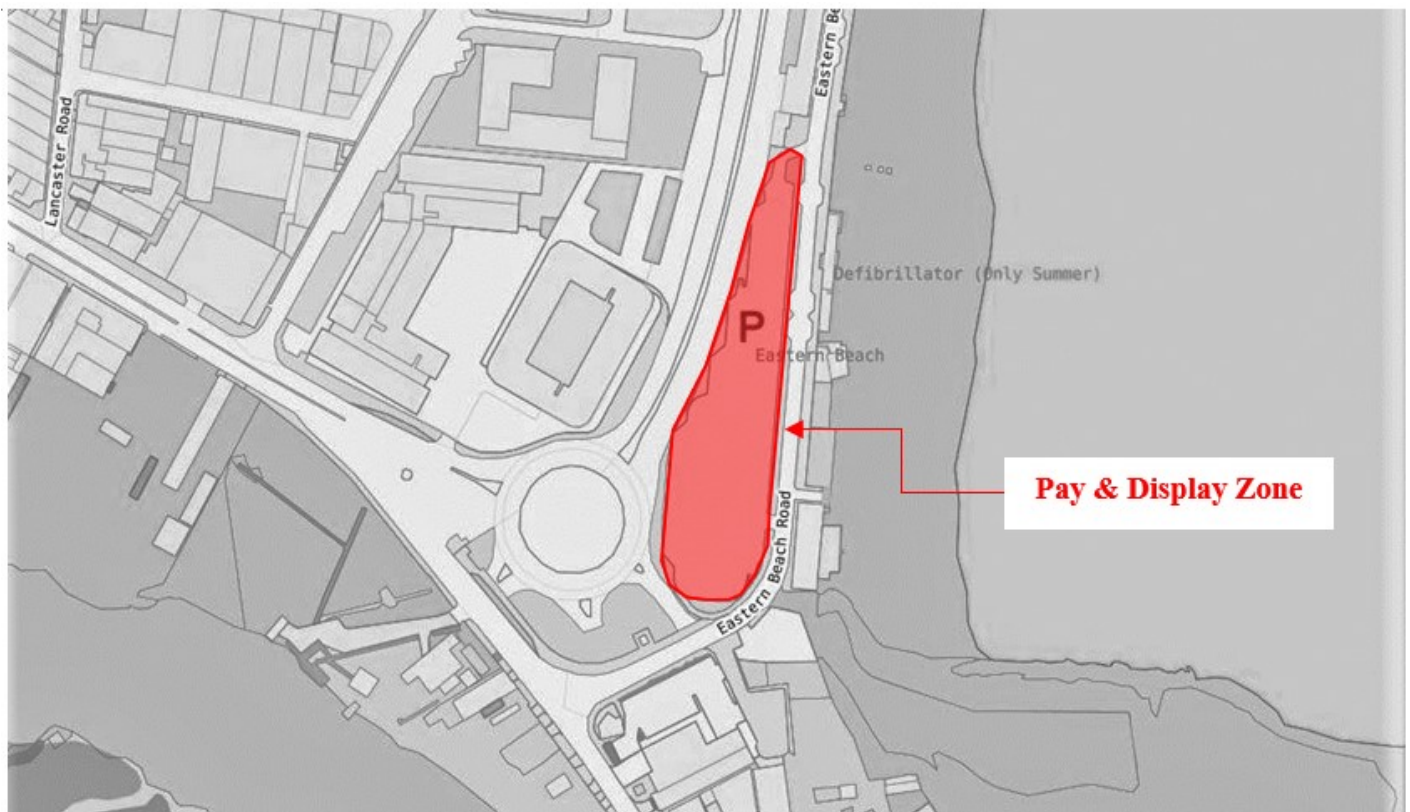 Eastern Be
Lancaster Road
Defibrillator (Only Summer)
P
Eastern Beach
Pay & Display Zone
Eastern Beach Road